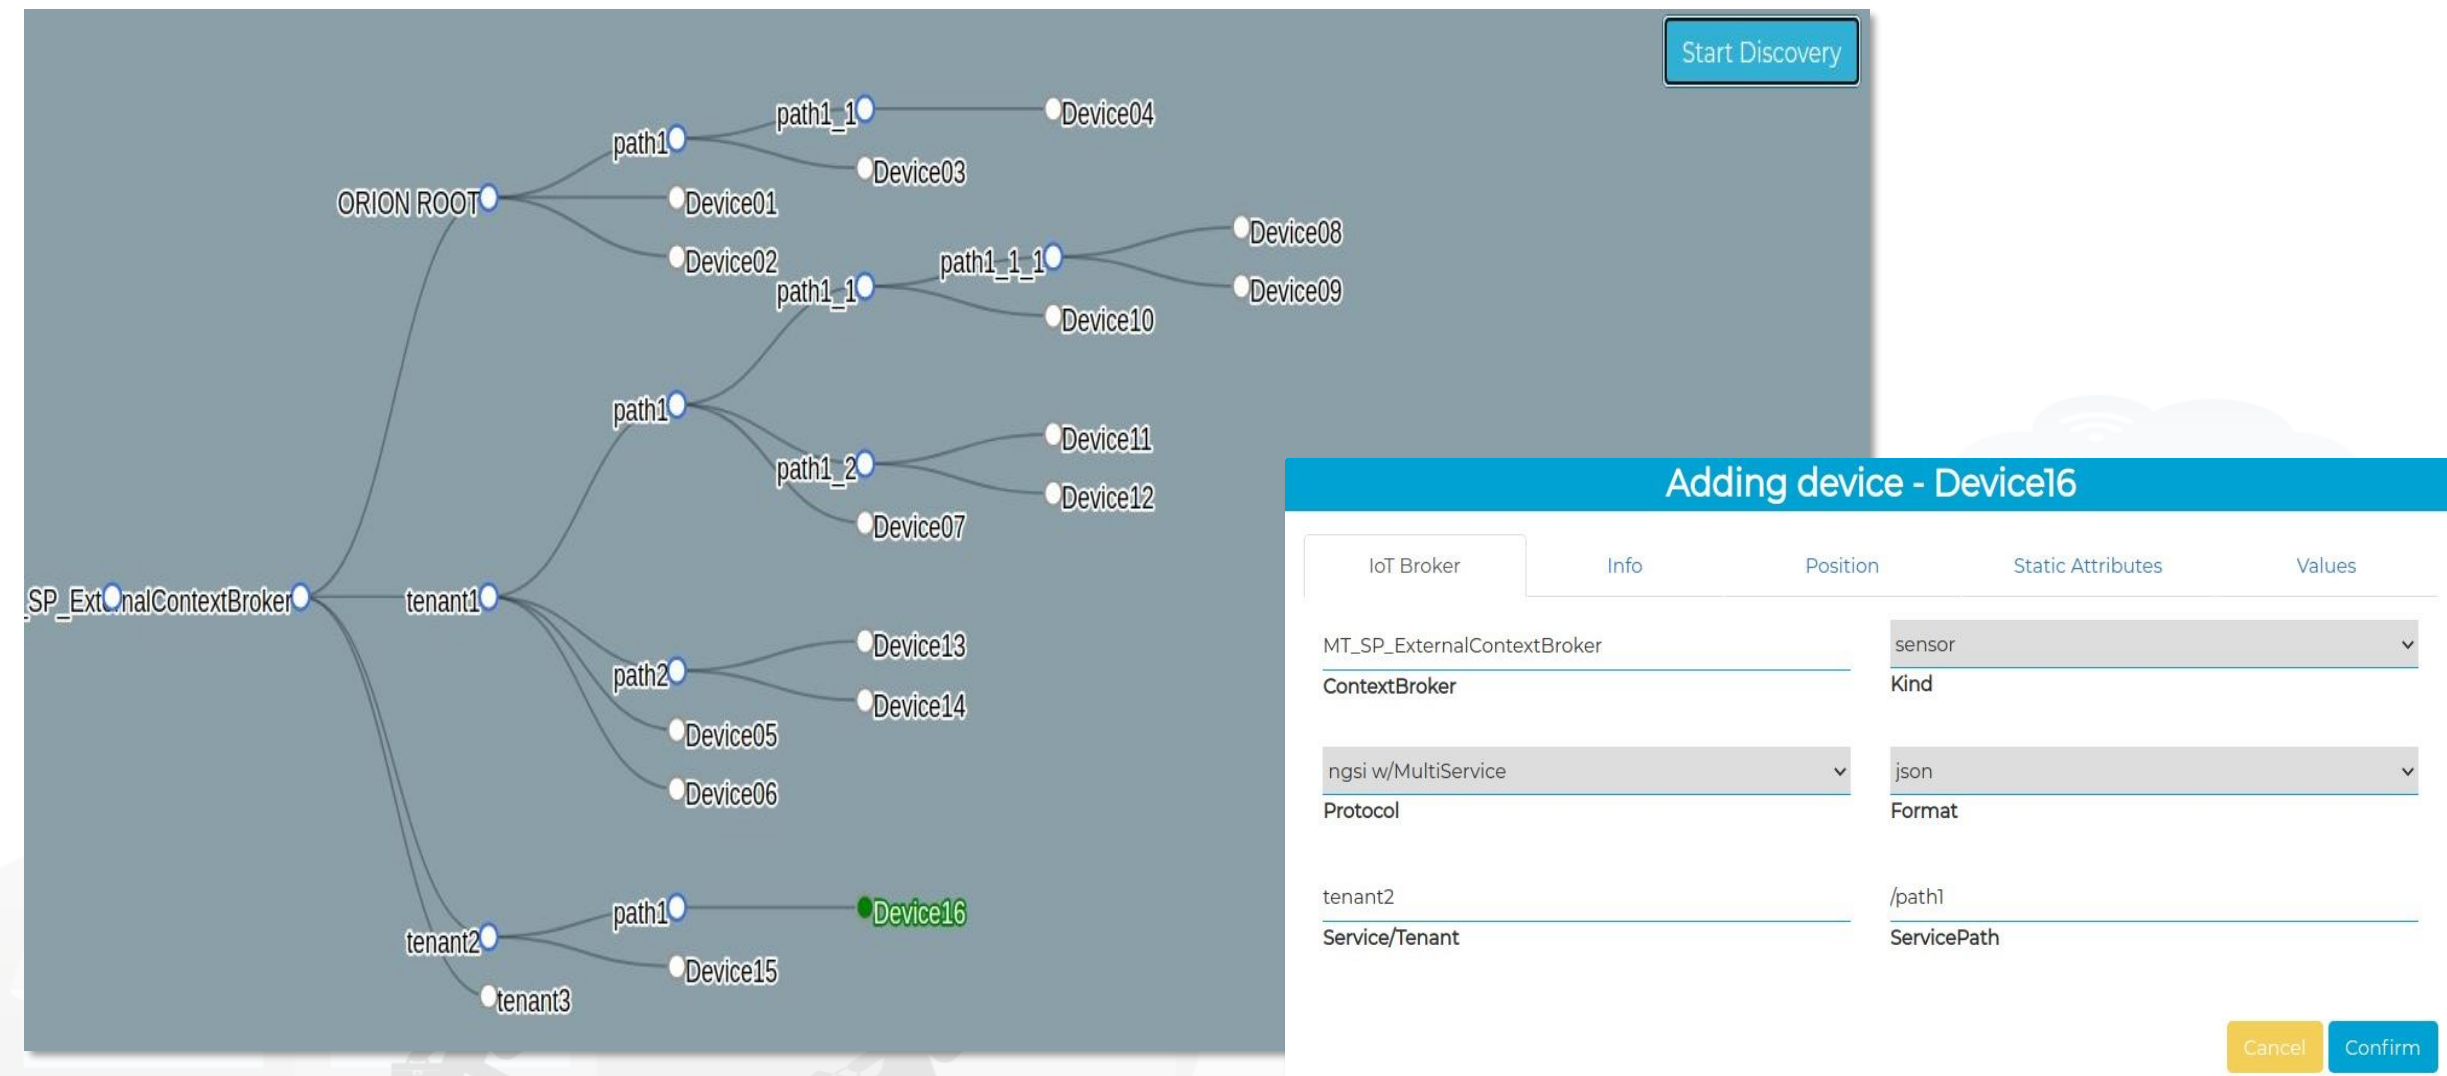 Start Discovery
path1_1
Device04
path1
Device03
ORION ROOT
Device01
Device08
Device02
path1_1_1
path1_1
Device09
Device10
path1
Device11
path1_2
Device12
Device07
SP_ExternalContextBroker
tenant1
Device13
path2
Device14
Device05
Device06
path1
Device16
tenant2
Device15
tenant3
Adding device - Device16
IoT Broker
Info
Position
Static Attributes
Values
MT_SP_ExternalContextBroker
ContextBroker
sensor
Kind
ngsi w/MultiService
Protocol
json
Format
tenant2
Service/Tenant
/path1
ServicePath
Cancel
Confirm